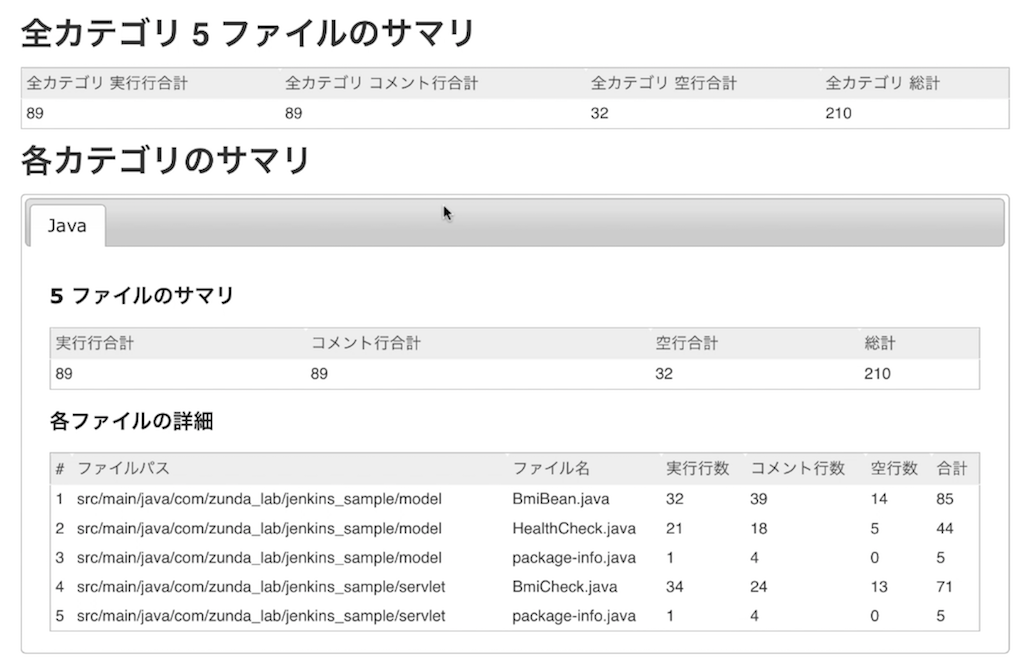 全カテゴリ 5 ファイルのサマリ
全カテゴリ 実行行合計 全カテゴリ コメント行合計 全カテゴリ 空行合計 全カテゴリ 総計
89 89 32 210
各カテゴリのサマリ
Java
5 ファイルのサマリ
実行行合計 コメント行合計 空行合計 総計
89 89 32 210
各ファイルの詳細
# ファイルパス ファイル名 実行行数 コメント行数 空行数 合計
1 src/main/java/com/zunda_lab/jenkins_sample/model BmiBean.java 32 39 14 85
2 src/main/java/com/zunda_lab/jenkins_sample/model HealthCheck.java 21 18 5 44
3 src/main/java/com/zunda_lab/jenkins_sample/model package-info.java 1 4 0 5
4 src/main/java/com/zunda_lab/jenkins_sample/servlet BmiCheck.java 34 24 13 71
5 src/main/java/com/zunda_lab/jenkins_sample/servlet package-info.java 1 4 0 5